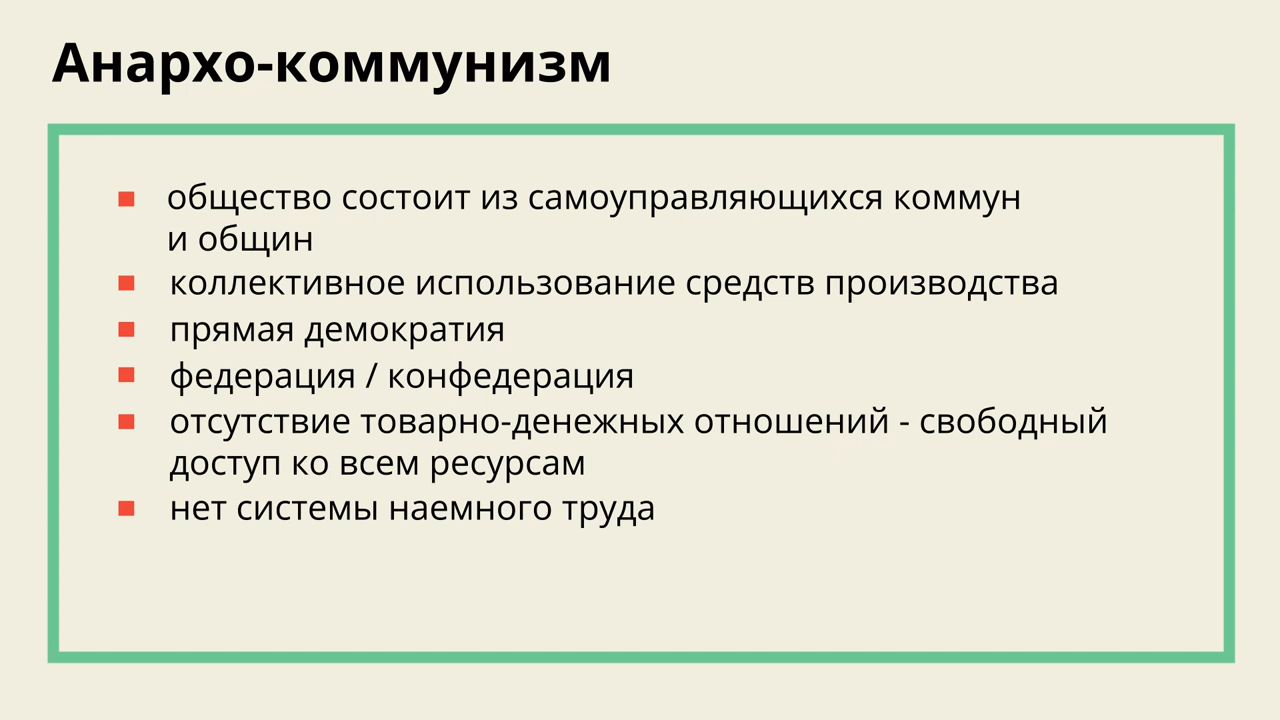 Анархо-коммунизм
общество состоит из самоуправляющихся коммун
и общин
коллективное использование средств производства
прямая демократия
федерация / конфедерация
отсутствие товарно-денежных отношений - свободный
доступ ко всем ресурсам
нет системы наемного труда